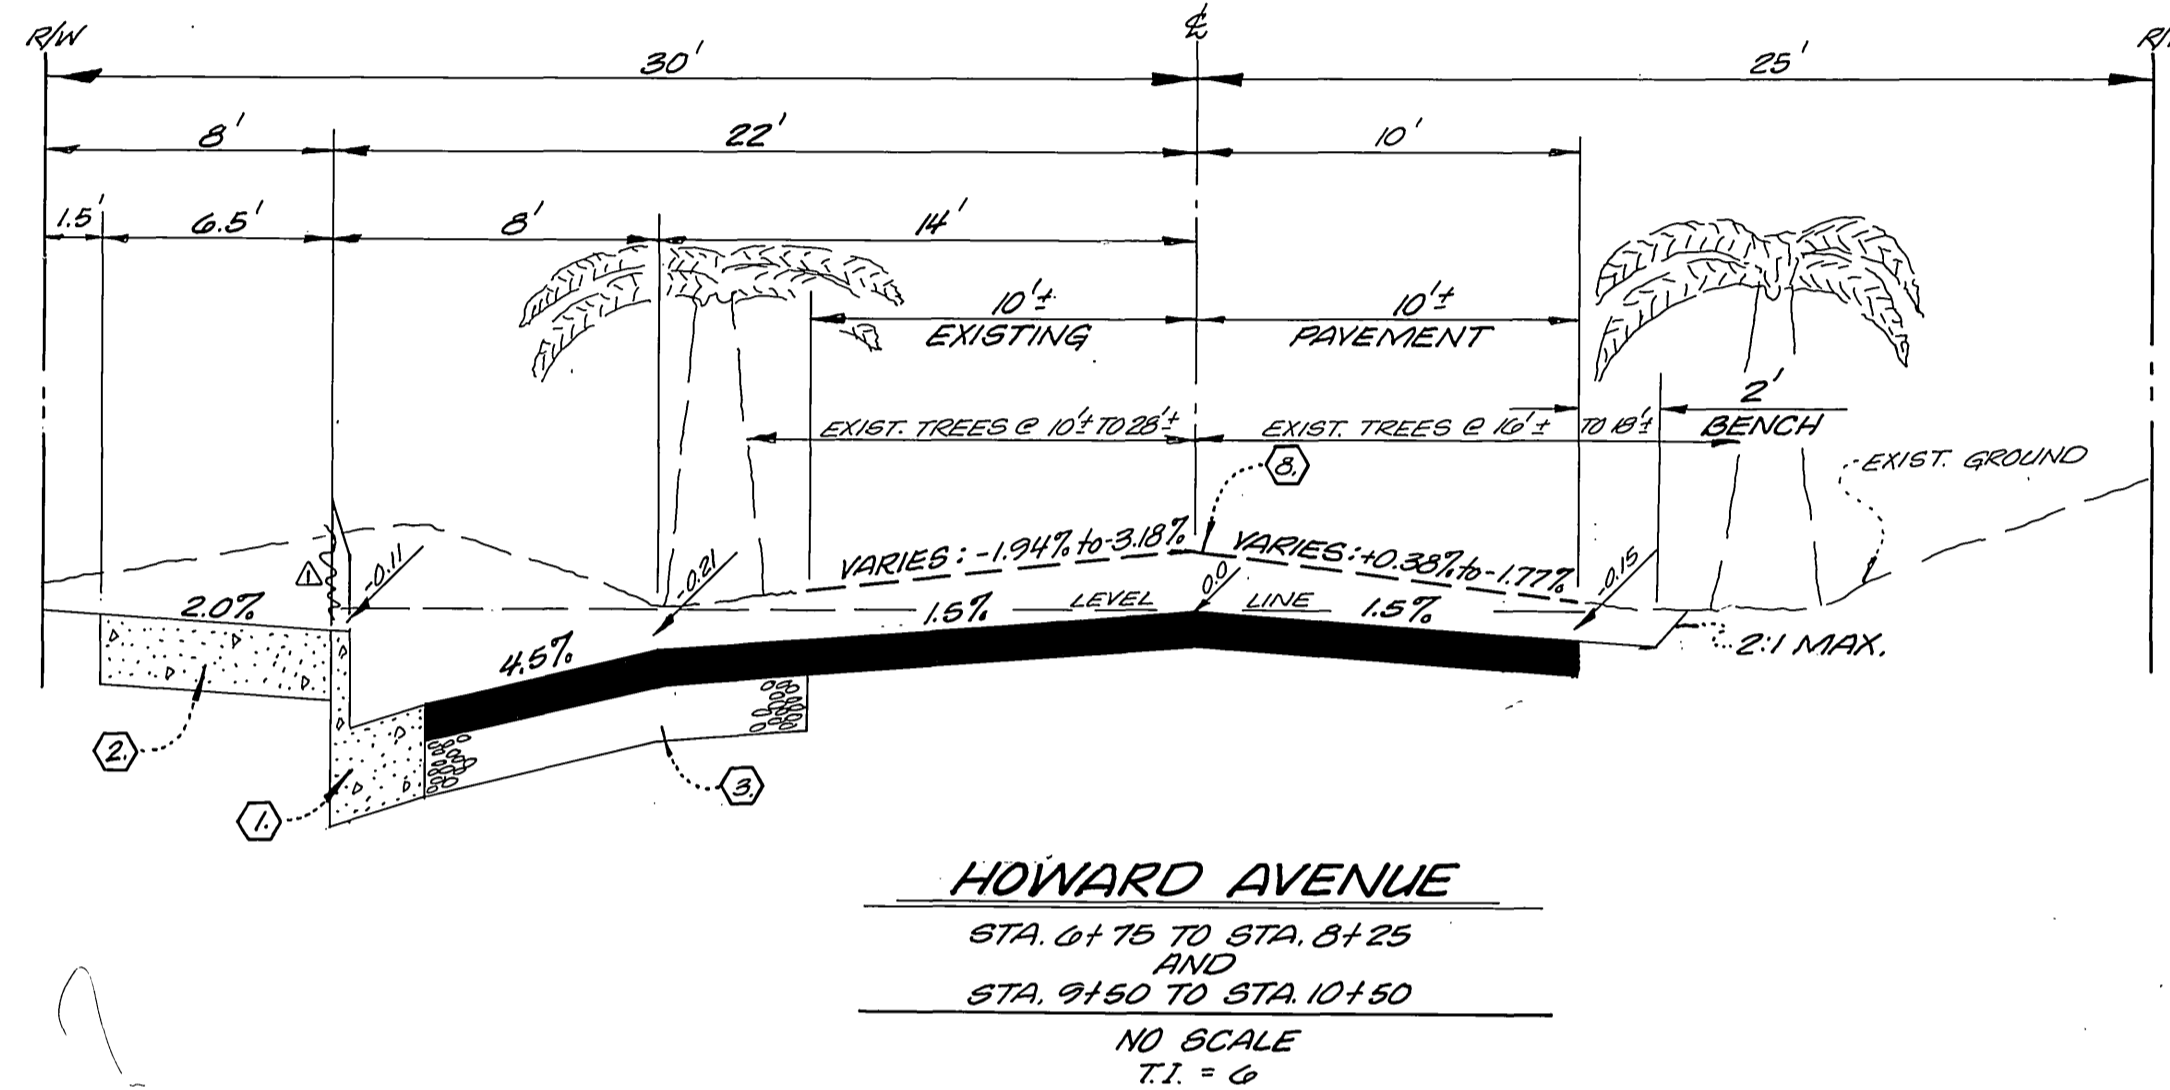 R/W
℄
30'
25'
8'
22'
10'
1.5'
6.5'
8'
14'
10'±
EXISTING
10'±
PAVEMENT
2'
BENCH
EXIST. TREES @ 10'± TO 28'±
EXIST. TREES @ 16'± TO 18'±
EXIST. GROUND
8.
VARIES: -1.94% to -3.18%
VARIES: +0.38% to -1.77%
1
-0.11
-0.21
0.0
-0.15
2.0%
4.5%
1.5%
LEVEL LINE
1.5%
2:1 MAX.
2.
1.
3.
HOWARD AVENUE
STA. 6+75 TO STA. 8+25
AND
STA. 9+50 TO STA. 10+50
NO SCALE
T.I. = 6